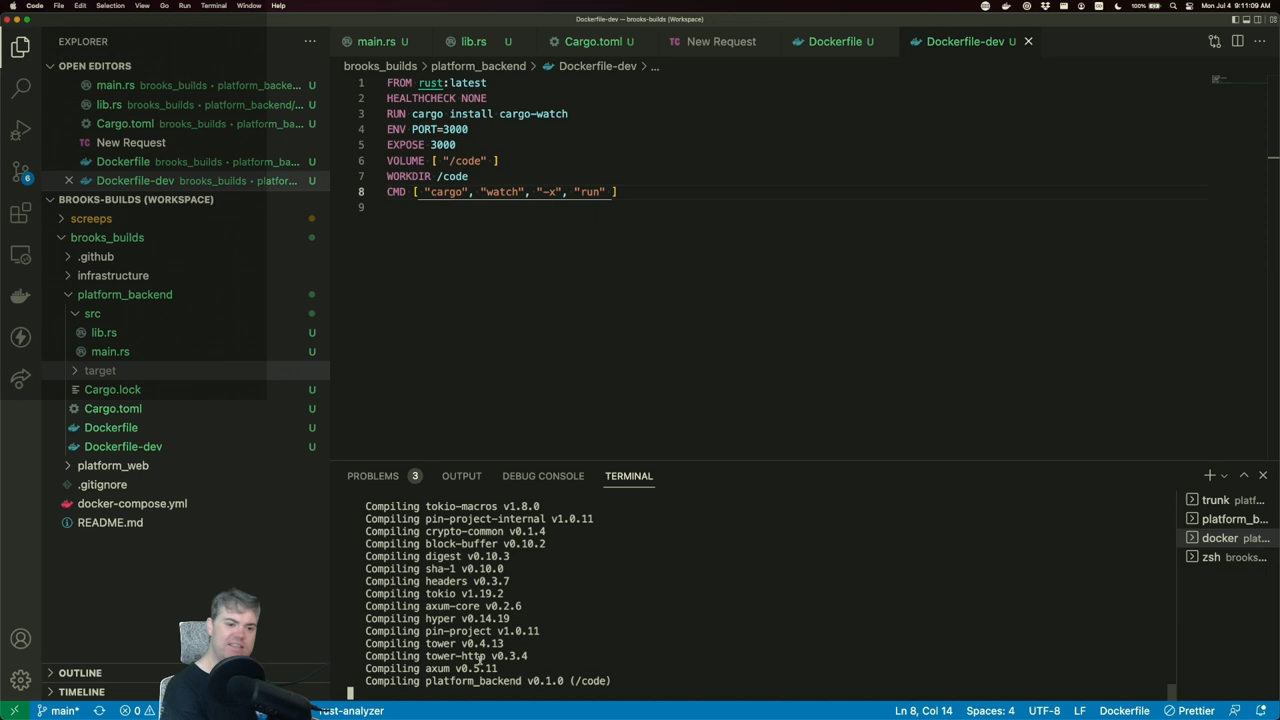 Code File Edit Selection View Go Run Terminal Window Help 100% Mon Jul 4 9:11:09 AM
Dockerfile-dev — brooks-builds (Workspace)
EXPLORER
main.rs U
lib.rs U
Cargo.toml U
New Request
Dockerfile U
Dockerfile-dev U
OPEN EDITORS
main.rs brooks_builds • platform_backe... U
lib.rs brooks_builds • platform_backend/... U
Cargo.toml brooks_builds • platform_ba... U
New Request
Dockerfile brooks_builds • platform_ba... U
Dockerfile-dev brooks_builds • platfor... U
BROOKS-BUILDS (WORKSPACE)
screeps
brooks_builds
.github
infrastructure
platform_backend
src
lib.rs U
main.rs U
target
Cargo.lock U
Cargo.toml U
Dockerfile U
Dockerfile-dev U
platform_web
.gitignore
docker-compose.yml
README.md
6
OUTLINE
TIMELINE
brooks_builds > platform_backend > Dockerfile-dev > ...
1 FROM rust:latest
2 HEALTHCHECK NONE
3 RUN cargo install cargo-watch
4 ENV PORT=3000
5 EXPOSE 3000
6 VOLUME [ "/code" ]
7 WORKDIR /code
8 CMD [ "cargo", "watch", "-x", "run" ]
9
PROBLEMS 3 OUTPUT DEBUG CONSOLE TERMINAL
Compiling tokio-macros v1.8.0
Compiling pin-project-internal v1.0.11
Compiling crypto-common v0.1.4
Compiling block-buffer v0.10.2
Compiling digest v0.10.3
Compiling sha-1 v0.10.0
Compiling headers v0.3.7
Compiling tokio v1.19.2
Compiling axum-core v0.2.6
Compiling hyper v0.14.19
Compiling pin-project v1.0.11
Compiling tower v0.4.13
Compiling tower-http v0.3.4
Compiling axum v0.5.11
Compiling platform_backend v0.1.0 (/code)
trunk platf...
platform_b...
docker plat...
zsh brooks...
main* 0 3 rust-analyzer Ln 8, Col 14 Spaces: 4 UTF-8 LF Dockerfile Prettier